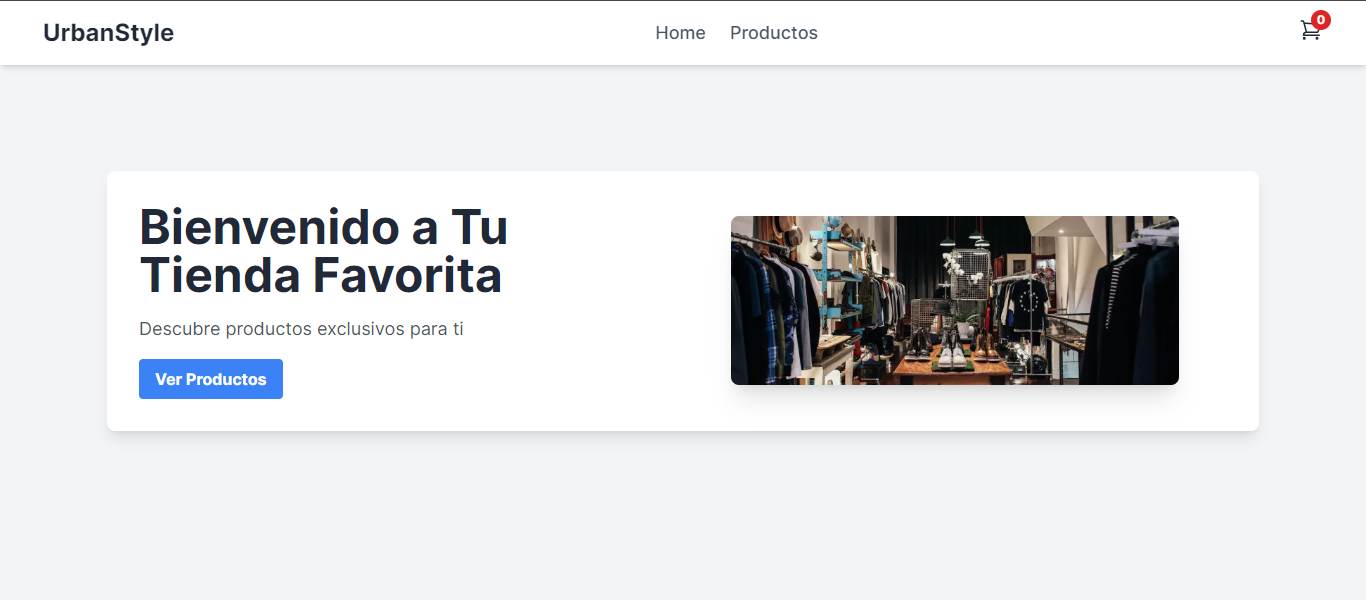 UrbanStyle
Home
Productos
0
Bienvenido a Tu
Tienda Favorita
Descubre productos exclusivos para ti
Ver Productos